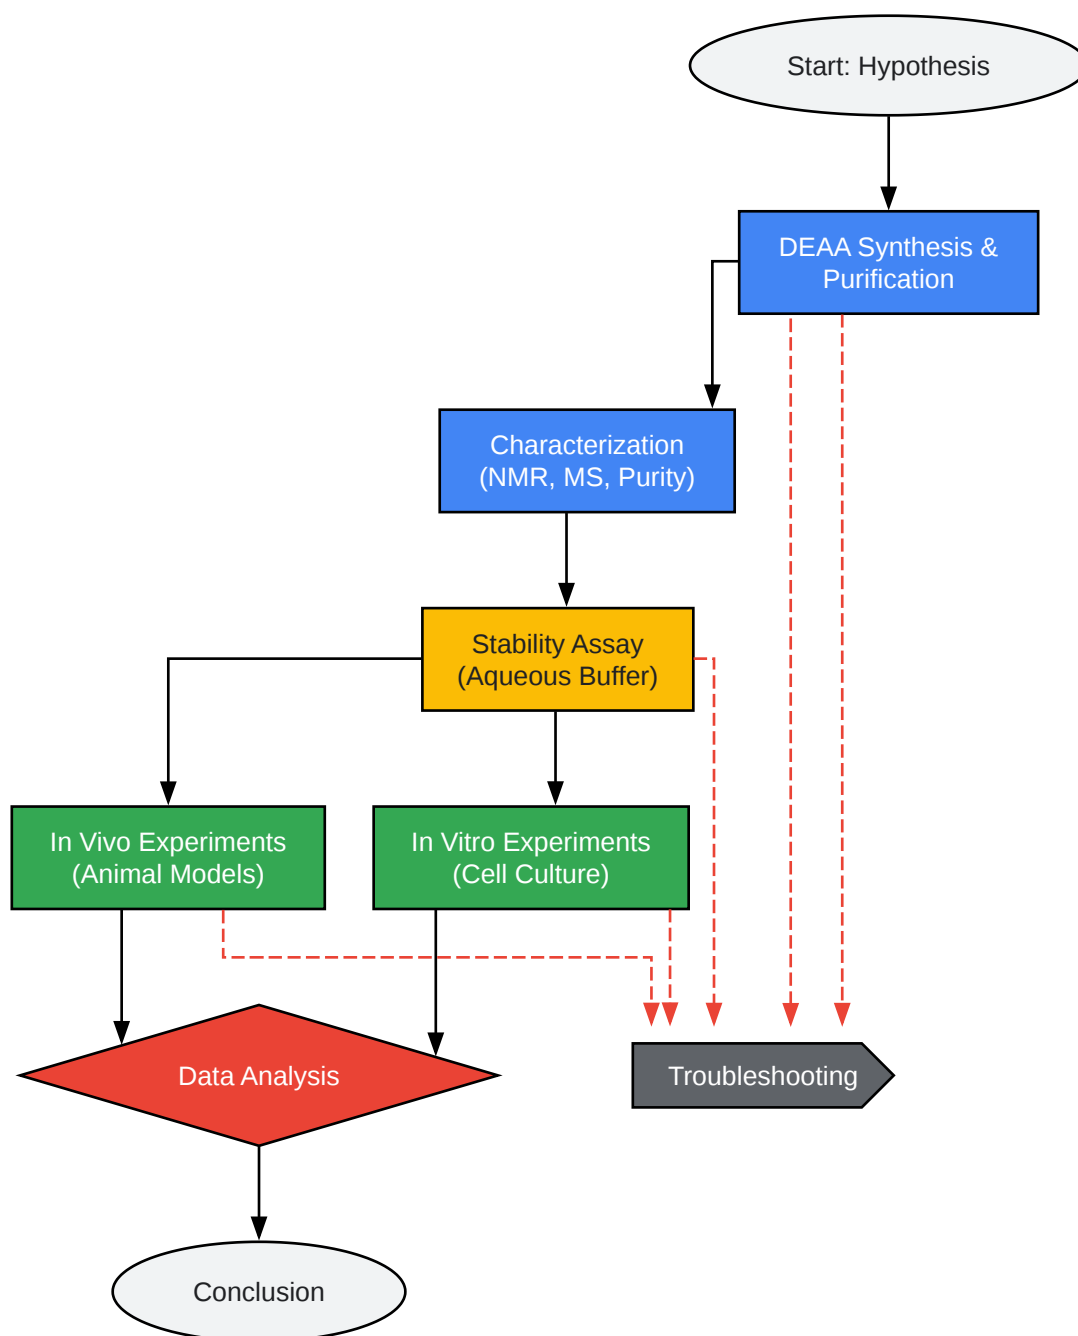 Start: Hypothesis
DEAA Synthesis &
Purification
Characterization
(NMR, MS, Purity)
Stability Assay
(Aqueous Buffer)
In Vivo Experiments
(Animal Models)
In Vitro Experiments
(Cell Culture)
Data Analysis
Troubleshooting
Conclusion